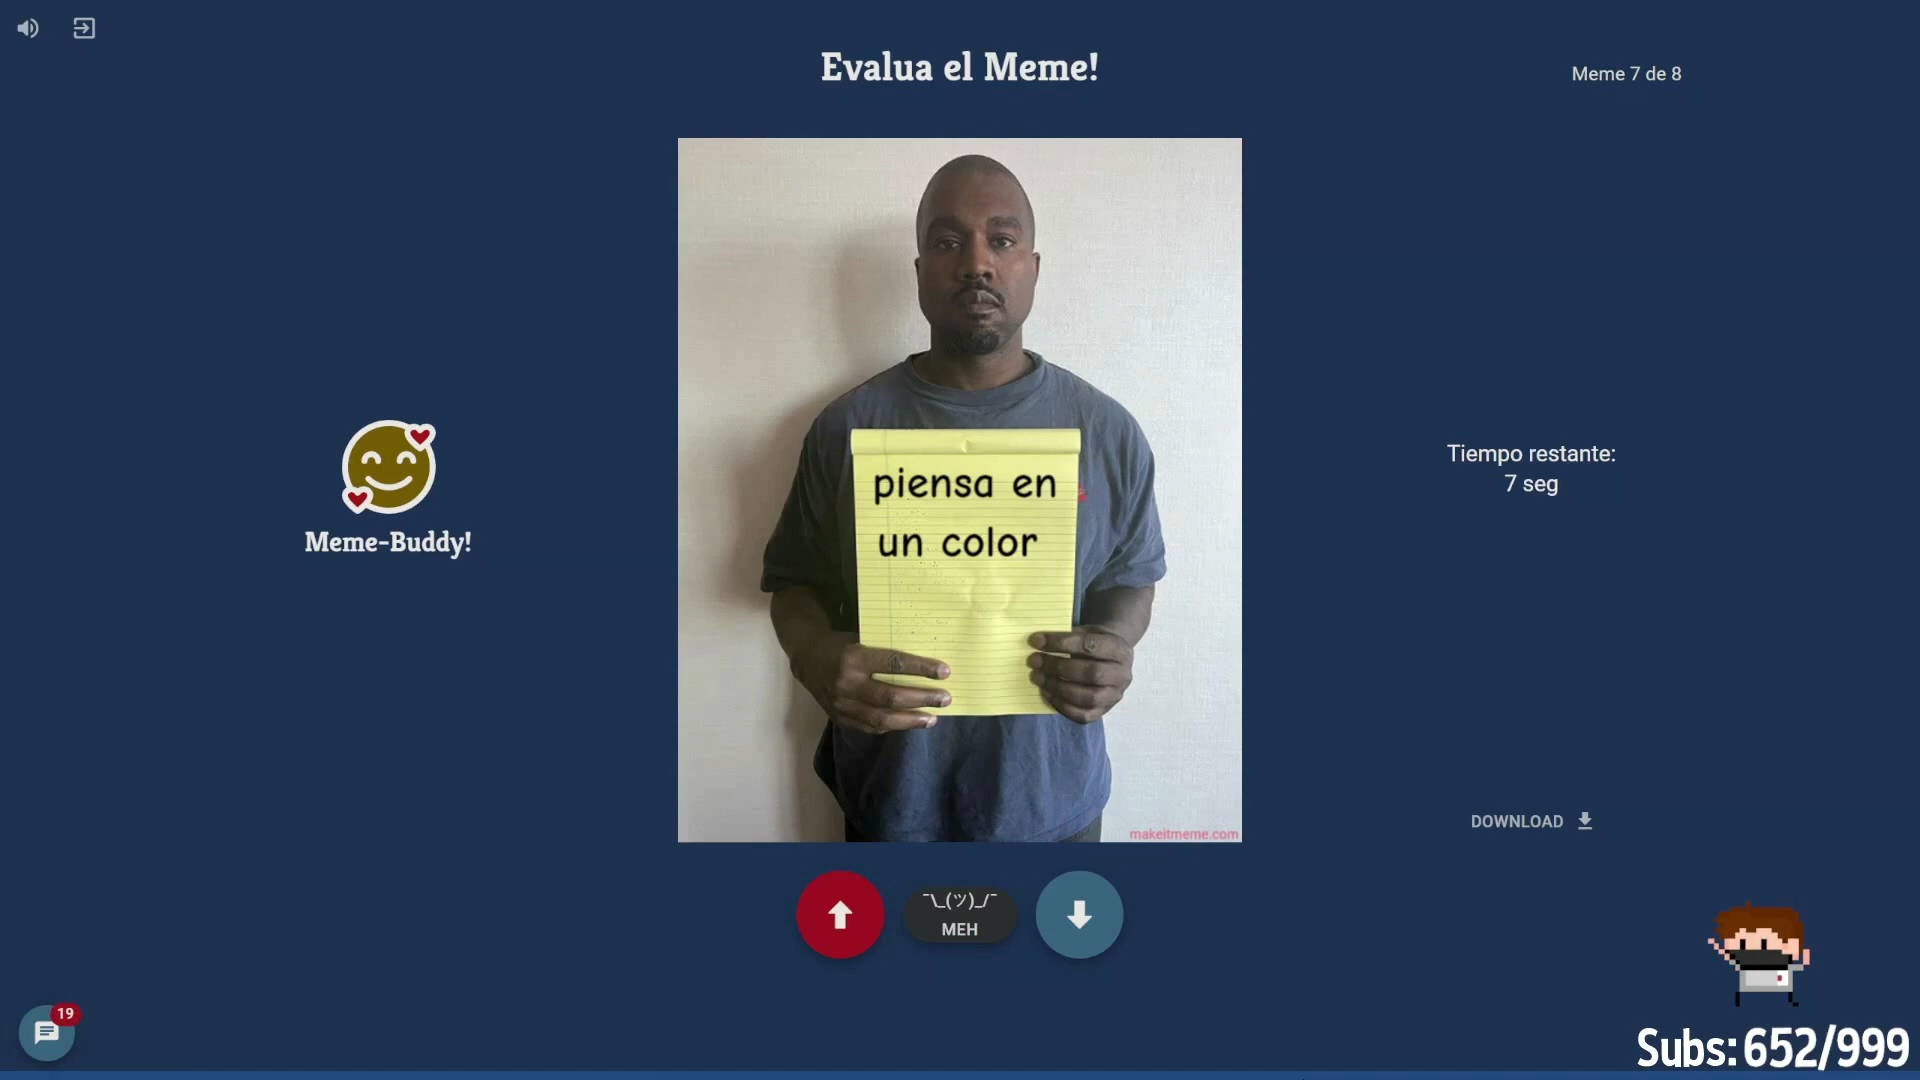 Evalua el Meme!
Meme 7 de 8
piensa en
un color
Meme-Buddy!
Tiempo restante:
7 seg
DOWNLOAD
makeitmeme.com
¯\_(ツ)_/¯
MEH
19
Subs: 652/999